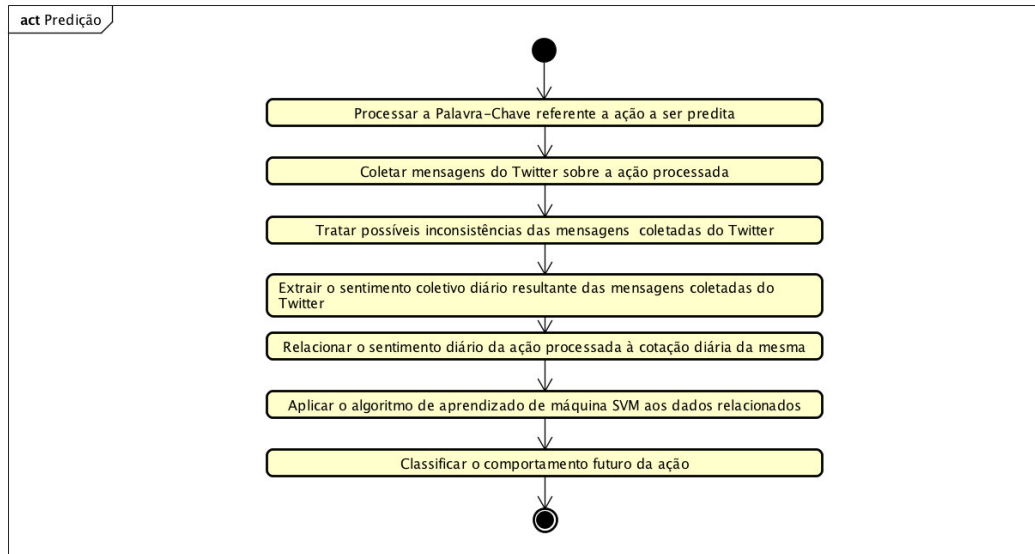 act Predição
Processar a Palavra-Chave referente a ação a ser predita
Coletar mensagens do Twitter sobre a ação processada
Tratar possíveis inconsistências das mensagens coletadas do Twitter
Extrair o sentimento coletivo diário resultante das mensagens coletadas do
Twitter
Relacionar o sentimento diário da ação processada à cotação diária da mesma
Aplicar o algoritmo de aprendizado de máquina SVM aos dados relacionados
Classificar o comportamento futuro da ação